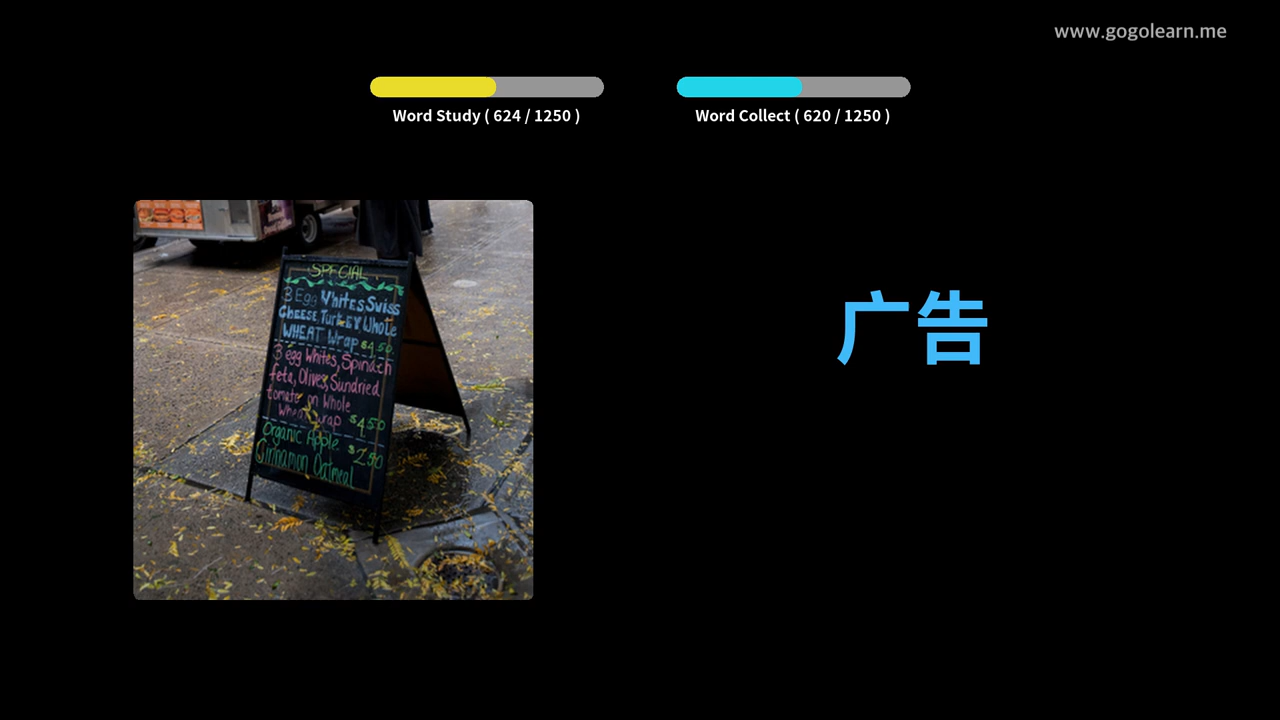 www.gogolearn.me
Word Study ( 624 / 1250 )
Word Collect ( 620 / 1250 )
SPECIAL
3 Egg Whites, Swiss
Cheese, Turkey, Whole
WHEAT Wrap $4.50
3 egg Whites, Spinach
feta, Olives, Sundried
tomato on Whole
Wheat wrap $4.50
Organic Apple
Cinnamon Oatmeal $2.50
广告